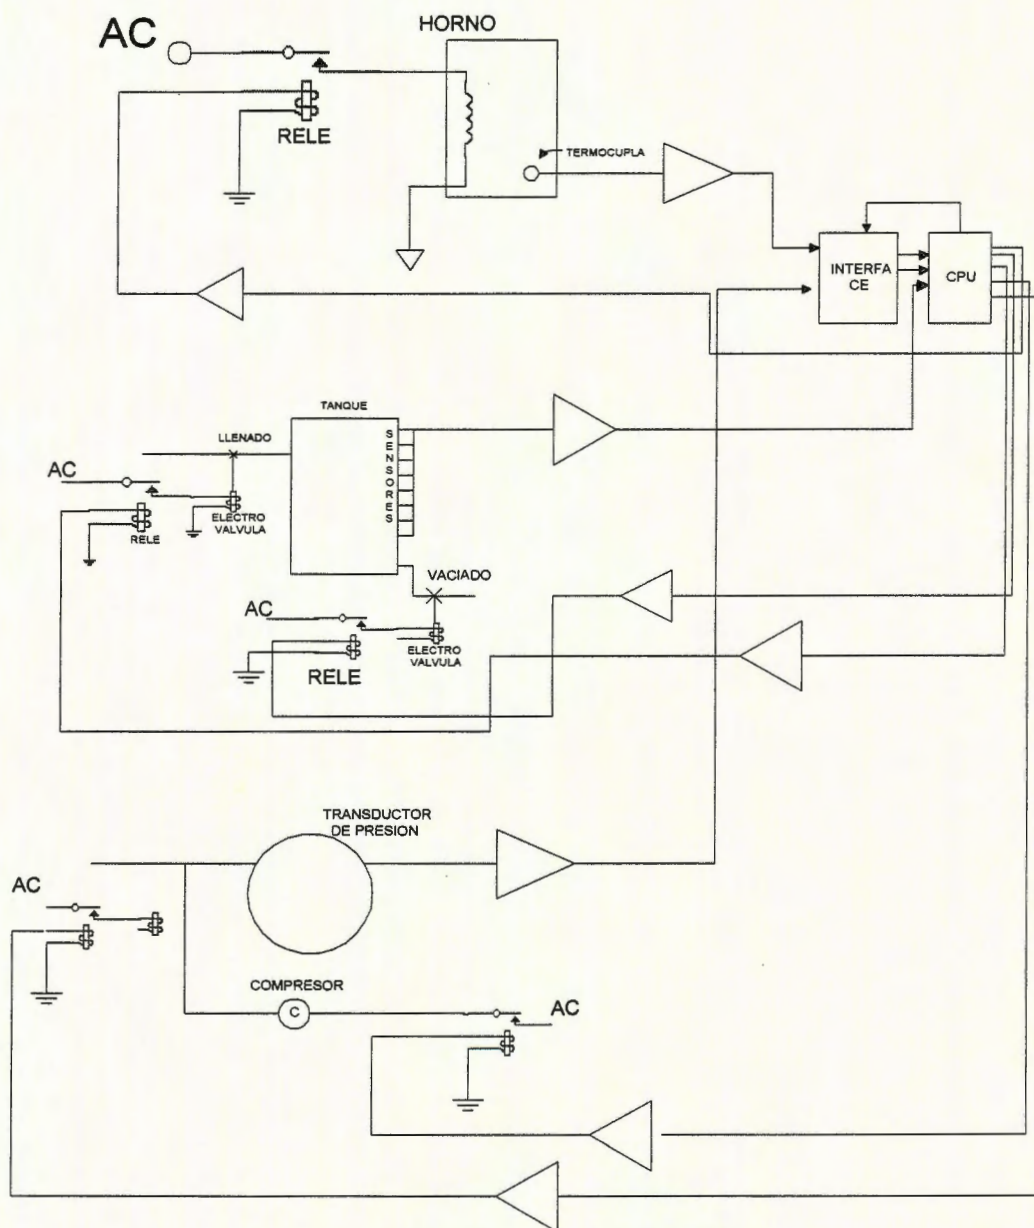 AC
HORNO
RELE
TERMOCUPLA
INTERFA
CE
CPU
TANQUE
SENSORES
LLENADO
AC
ELECTRO
VALVULA
RELE
VACIADO
AC
ELECTRO
VALVULA
RELE
TRANSDUCTOR
DE PRESION
AC
COMPRESOR
C
AC